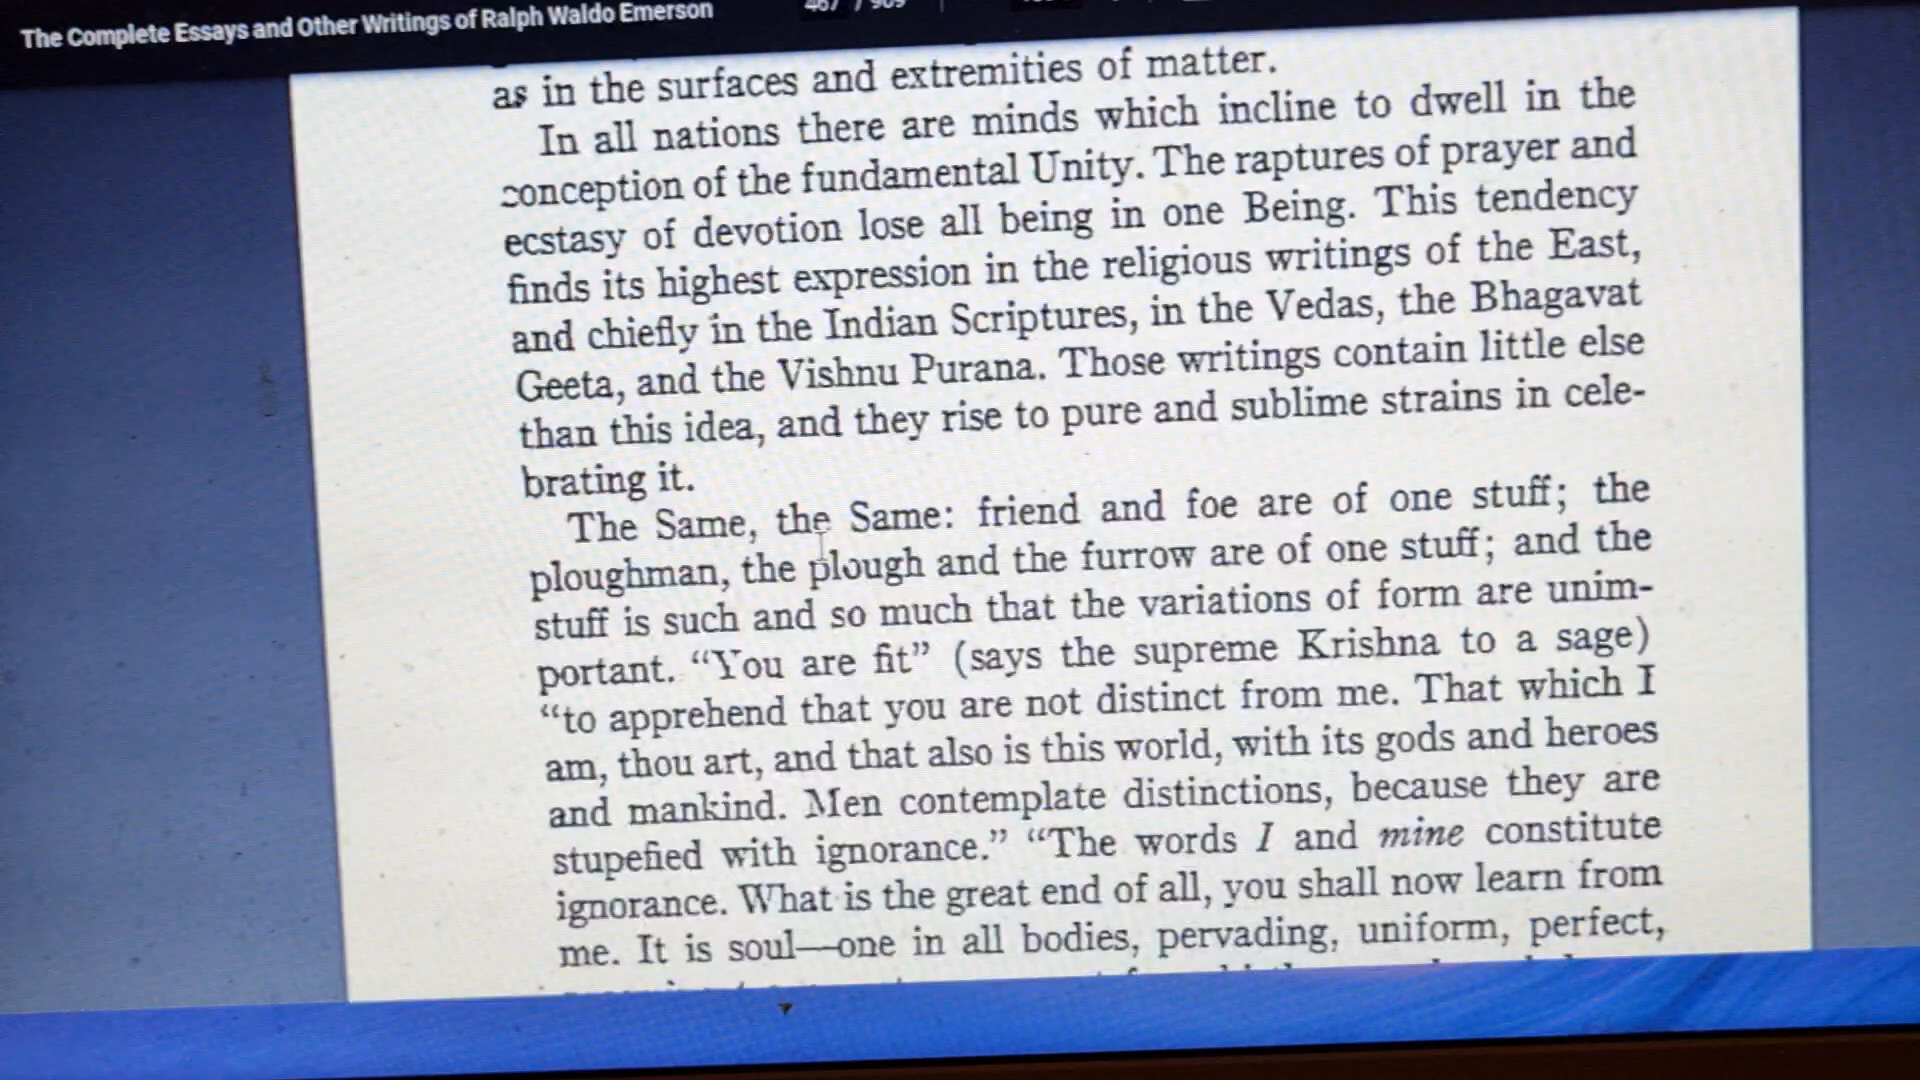 The Complete Essays and Other Writings of Ralph Waldo Emerson
as in the surfaces and extremities of matter.
In all nations there are minds which incline to dwell in the
conception of the fundamental Unity. The raptures of prayer and
ecstasy of devotion lose all being in one Being. This tendency
finds its highest expression in the religious writings of the East,
and chiefly in the Indian Scriptures, in the Vedas, the Bhagavat
Geeta, and the Vishnu Purana. Those writings contain little else
than this idea, and they rise to pure and sublime strains in cele-
brating it.
The Same, the Same: friend and foe are of one stuff; the
ploughman, the plough and the furrow are of one stuff; and the
stuff is such and so much that the variations of form are unim-
portant. “You are fit” (says the supreme Krishna to a sage)
“to apprehend that you are not distinct from me. That which I
am, thou art, and that also is this world, with its gods and heroes
and mankind. Men contemplate distinctions, because they are
stupefied with ignorance.” “The words I and mine constitute
ignorance. What is the great end of all, you shall now learn from
me. It is soul—one in all bodies, pervading, uniform, perfect,